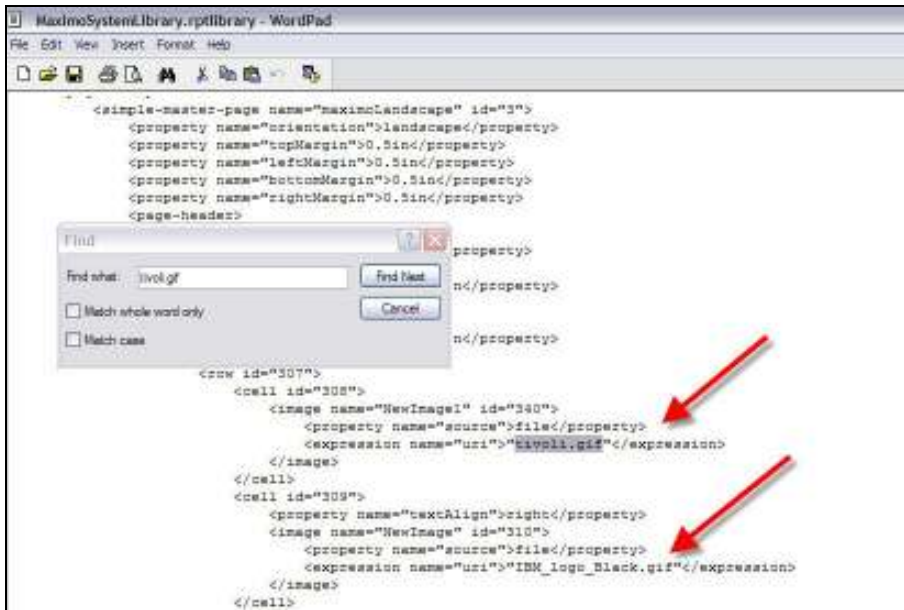 MaximoSystemLibrary.rptlibrary - WordPad
File Edit View Insert Format Help
<simple-master-page name="maximoLandscape" id="3">
<property name="orientation">landscape</property>
<property name="topMargin">0.5in</property>
<property name="leftMargin">0.5in</property>
<property name="bottomMargin">0.5in</property>
<property name="rightMargin">0.5in</property>
<page-header>
Find
property>
Find what: tivoli.gif Find Next
n</property>
Match whole word only Cancel
Match case
n</property>
<row id="307">
<cell id="308">
<image name="NewImage1" id="340">
<property name="source">file</property>
<expression name="uri">"tivoli.gif"</expression>
</image>
</cell>
<cell id="309">
<property name="textAlign">right</property>
<image name="NewImage" id="310">
<property name="source">file</property>
<expression name="uri">"IBM_logo_Black.gif"</expression>
</image>
</cell>